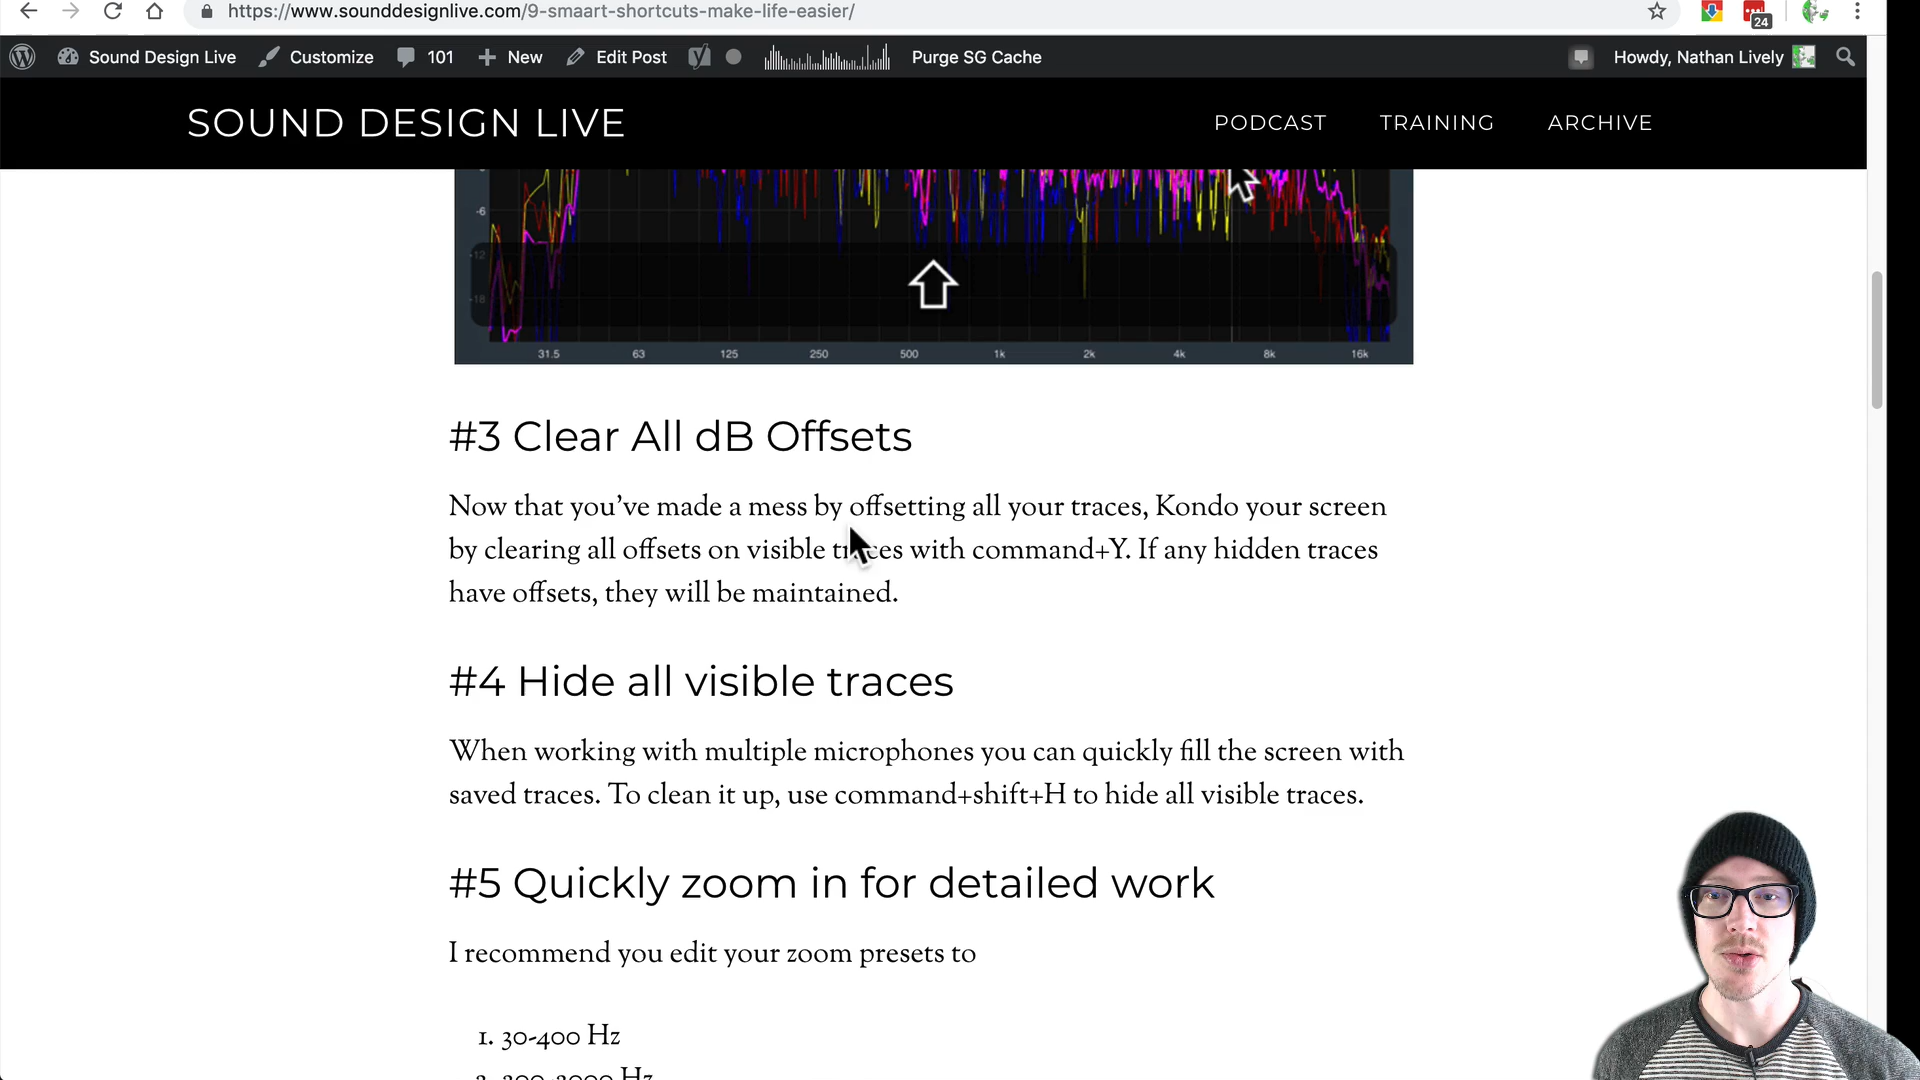 https://www.sounddesignlive.com/9-smaart-shortcuts-make-life-easier/
24
Sound Design Live
Customize
101
New
Edit Post
Purge SG Cache
Howdy, Nathan Lively
SOUND DESIGN LIVE
PODCAST
TRAINING
ARCHIVE
-6
-12
-18
31.5 63 125 250 500 1k 2k 4k 8k 16k
#3 Clear All dB Offsets
Now that you've made a mess by offsetting all your traces, Kondo your screen
by clearing all offsets on visible traces with command+Y. If any hidden traces
have offsets, they will be maintained.
#4 Hide all visible traces
When working with multiple microphones you can quickly fill the screen with
saved traces. To clean it up, use command+shift+H to hide all visible traces.
#5 Quickly zoom in for detailed work
I recommend you edit your zoom presets to
1. 30-400 Hz